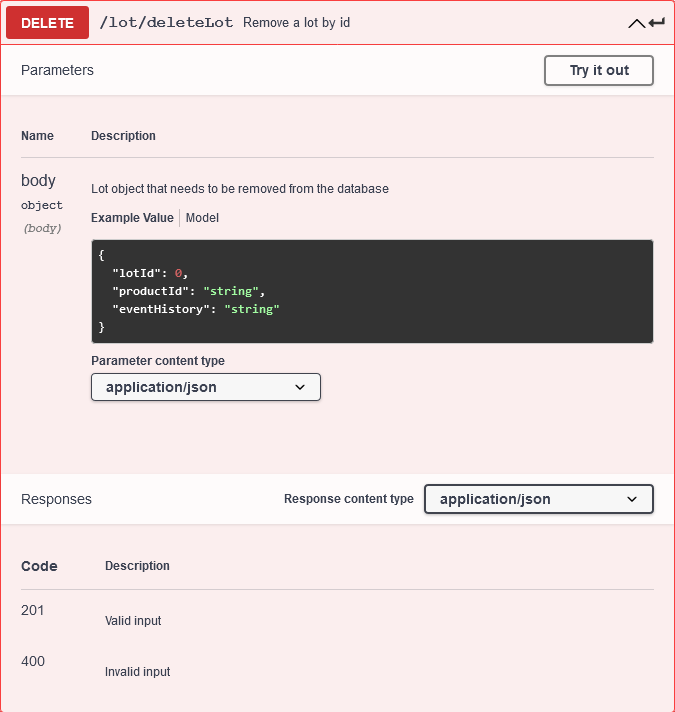 DELETE /lot/deleteLot Remove a lot by id
Parameters Try it out
Name Description
body
object
(body)
Lot object that needs to be removed from the database
Example Value Model
{
"lotId": 0,
"productId": "string",
"eventHistory": "string"
}
Parameter content type
application/json
Responses Response content type application/json
Code Description
201 Valid input
400 Invalid input